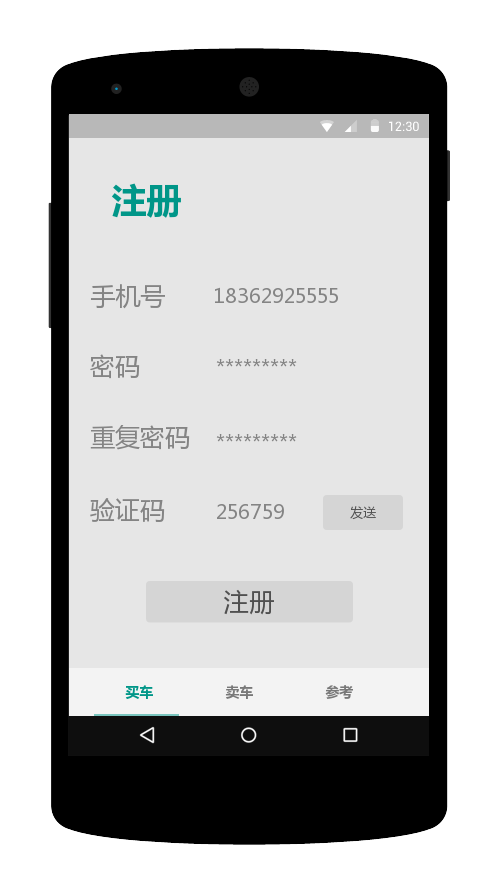 12:30
注册
手机号 18362925555
密码 *********
重复密码 *********
验证码 256759 发送
注册
买车 卖车 参考